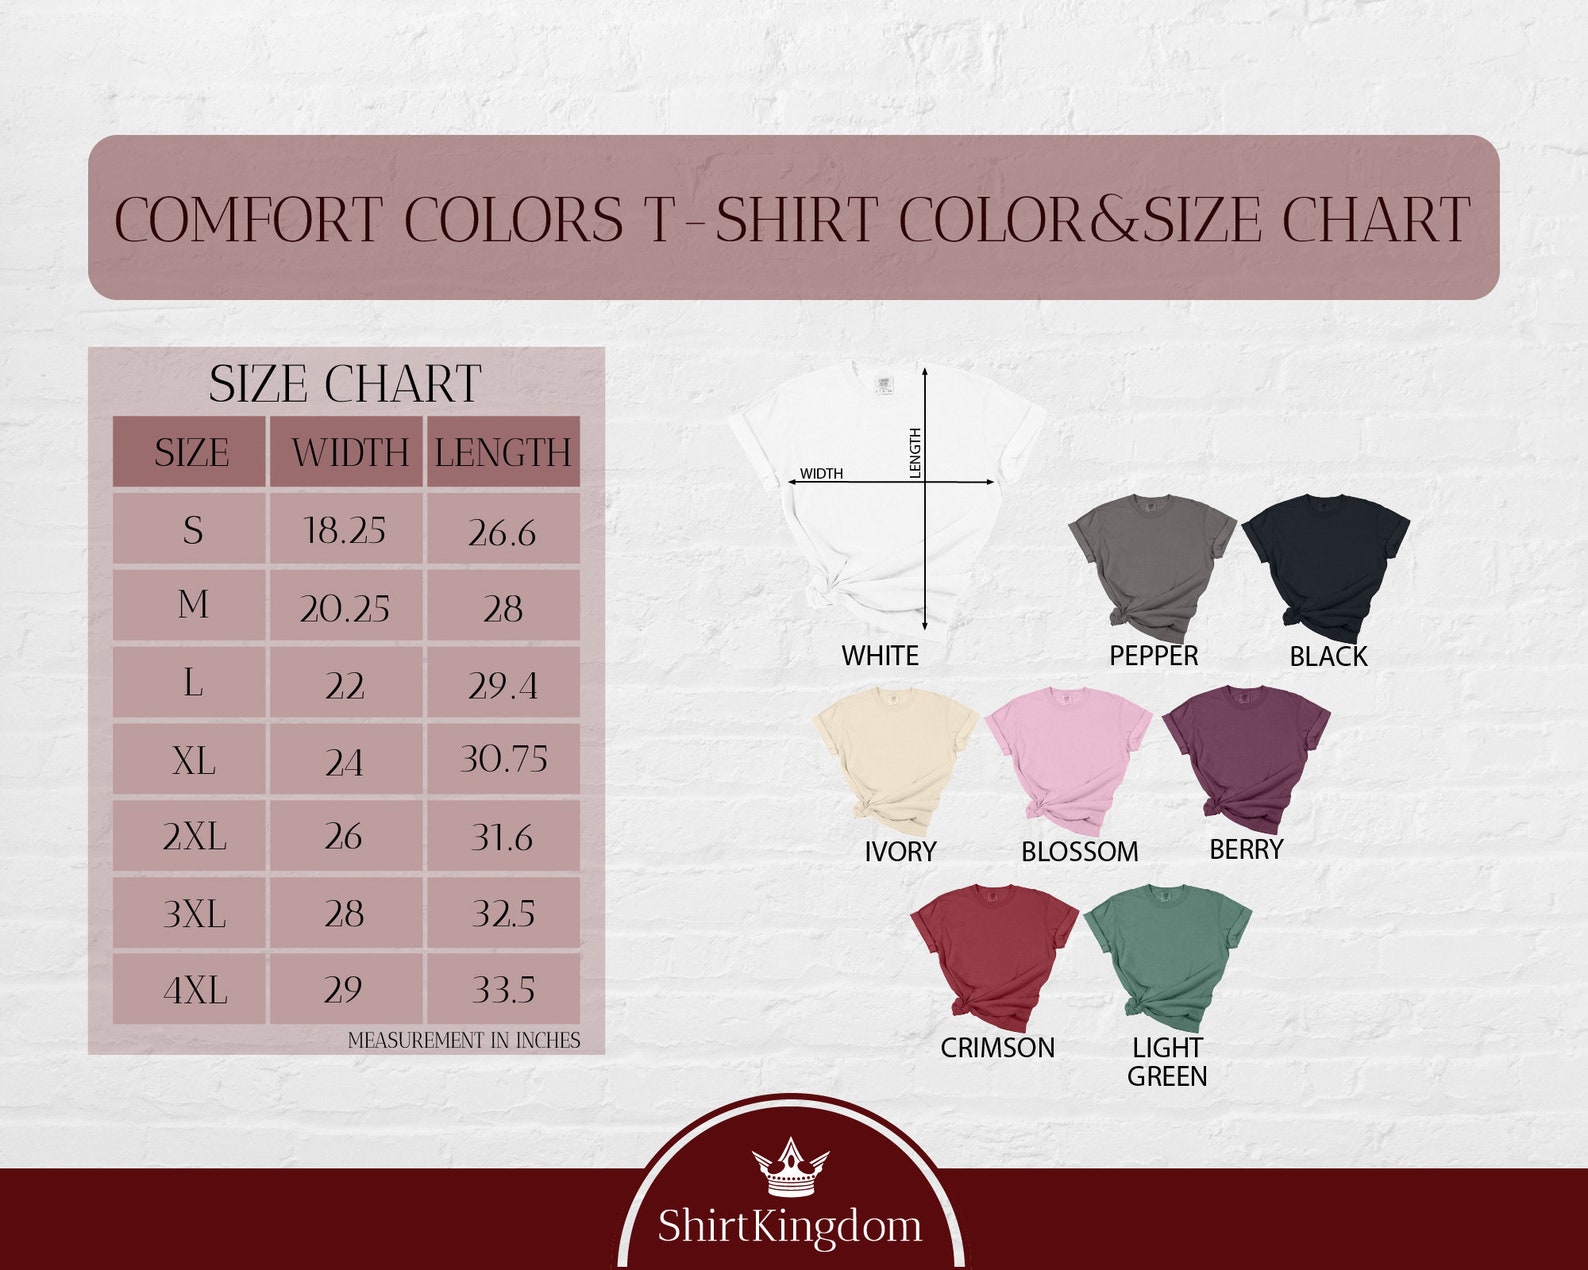 COMFORT COLORS T-SHIRT COLOR&SIZE CHART
SIZE CHART
SIZE WIDTH LENGTH
S 18.25 26.6
M 20.25 28
L 22 29.4
XL 24 30.75
2XL 26 31.6
3XL 28 32.5
4XL 29 33.5
MEASUREMENT IN INCHES
WIDTH
LENGTH
WHITE
PEPPER
BLACK
IVORY
BLOSSOM
BERRY
CRIMSON
LIGHT
GREEN
ShirtKingdom